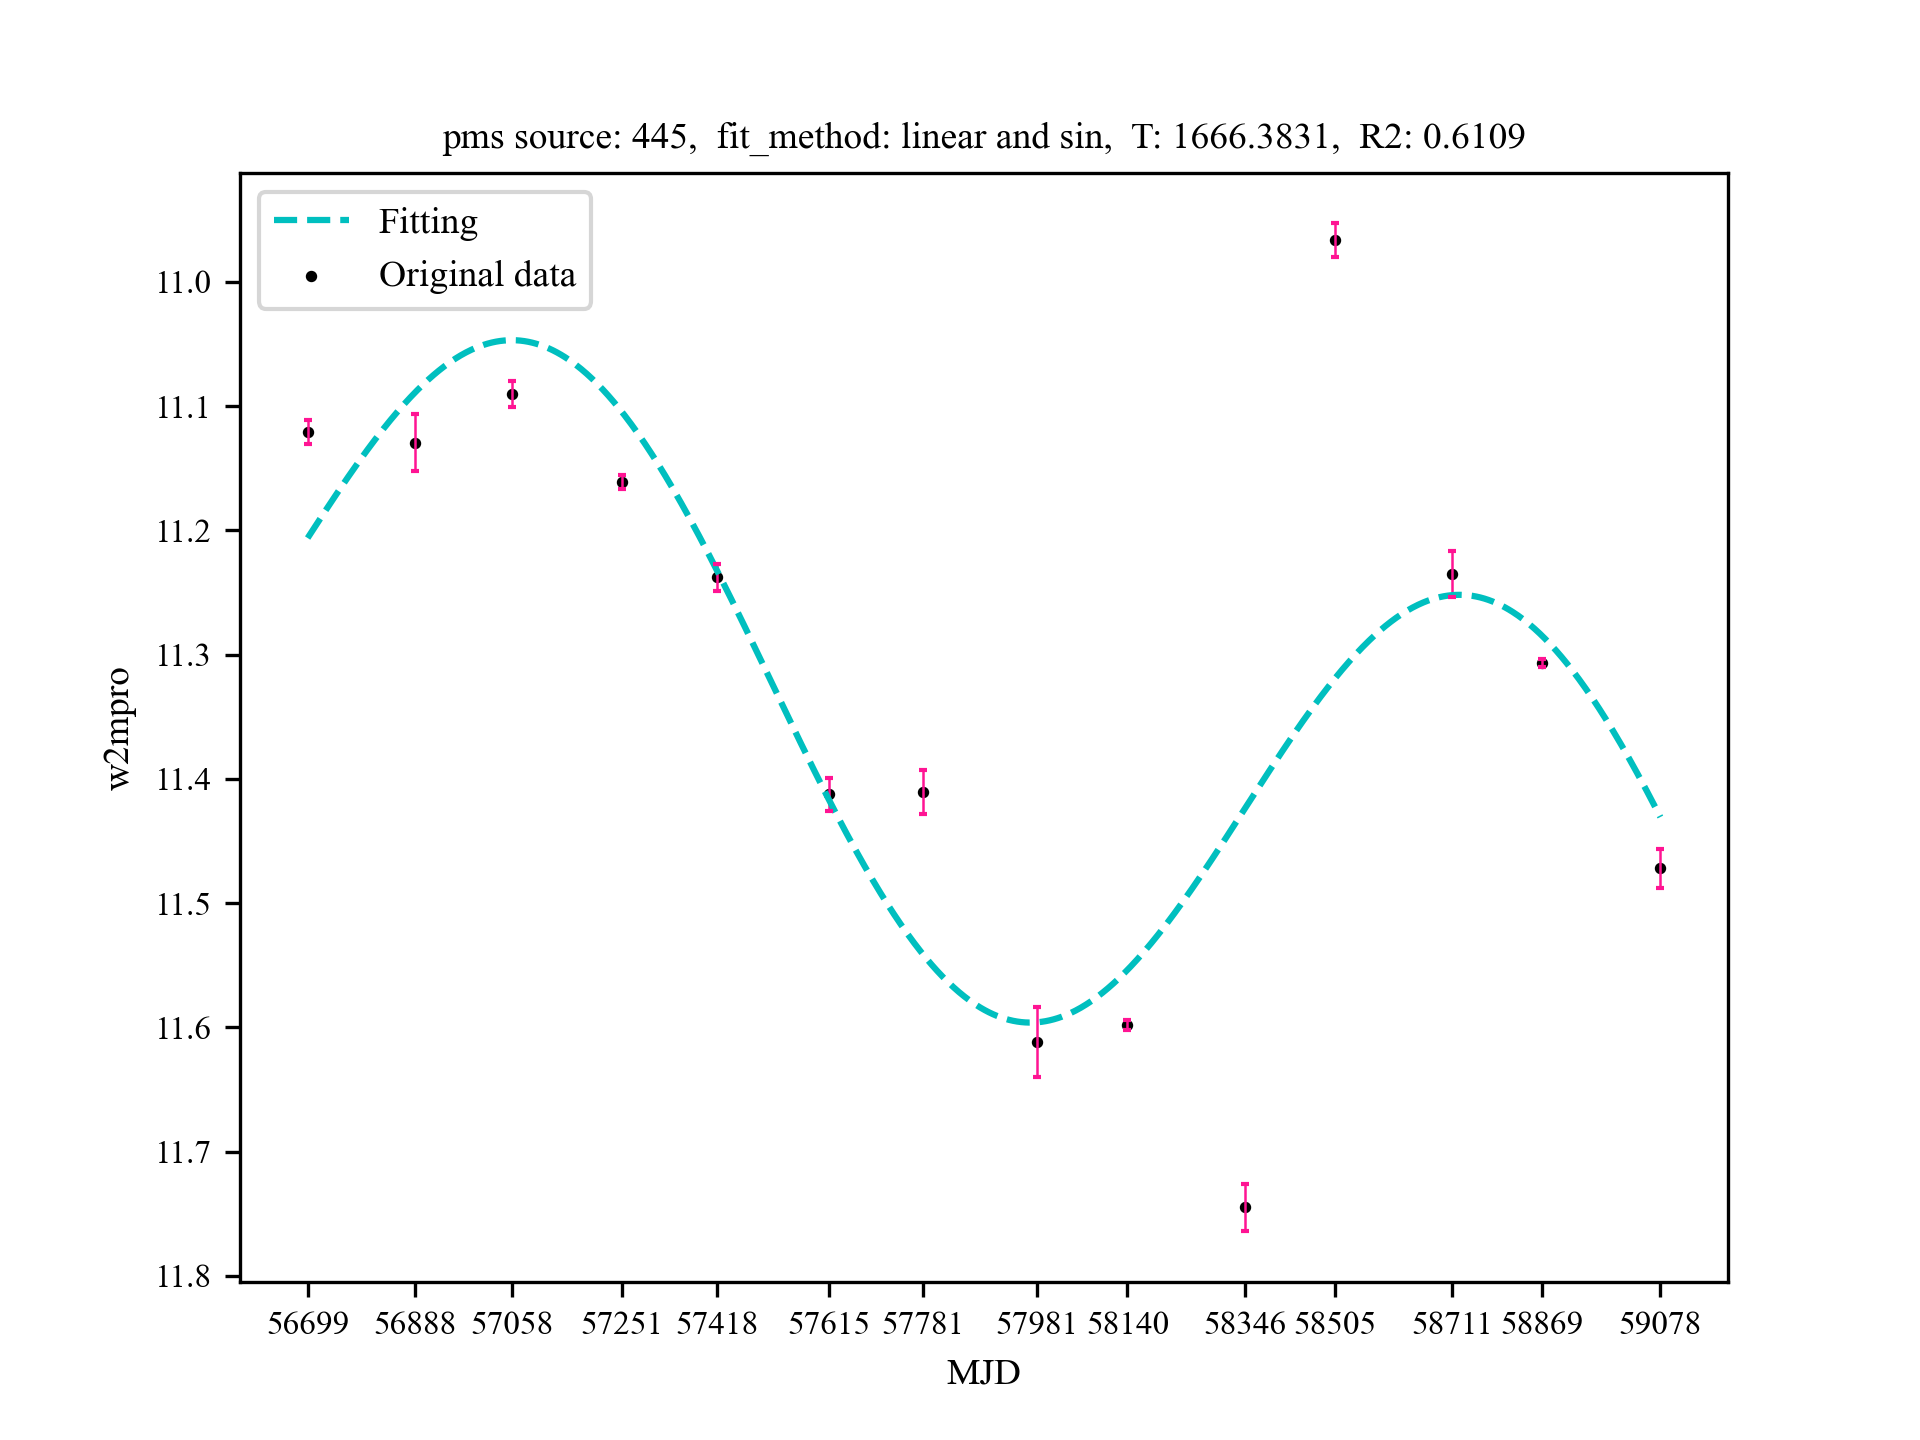 pms source: 445,  fit_method: linear and sin,  T: 1666.3831,  R2: 0.6109
Fitting
Original data
11.0
11.1
11.2
11.3
11.4
11.5
11.6
11.7
11.8
w2mpro
56699 56888 57058 57251 57418 57615 57781 57981 58140 58346 58505 58711 58869 59078
MJD